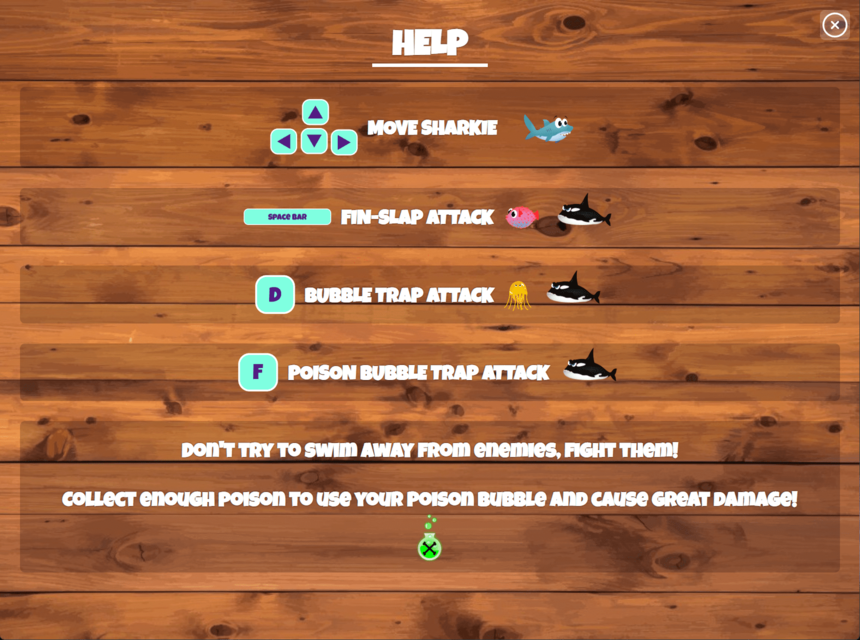 HELP
MOVE SHARKIE
SPACE BAR FIN-SLAP ATTACK
D BUBBLE TRAP ATTACK
F POISON BUBBLE TRAP ATTACK
Don't try to swim away from enemies, fight them!
Collect enough poison to use your poison bubble and cause great damage!